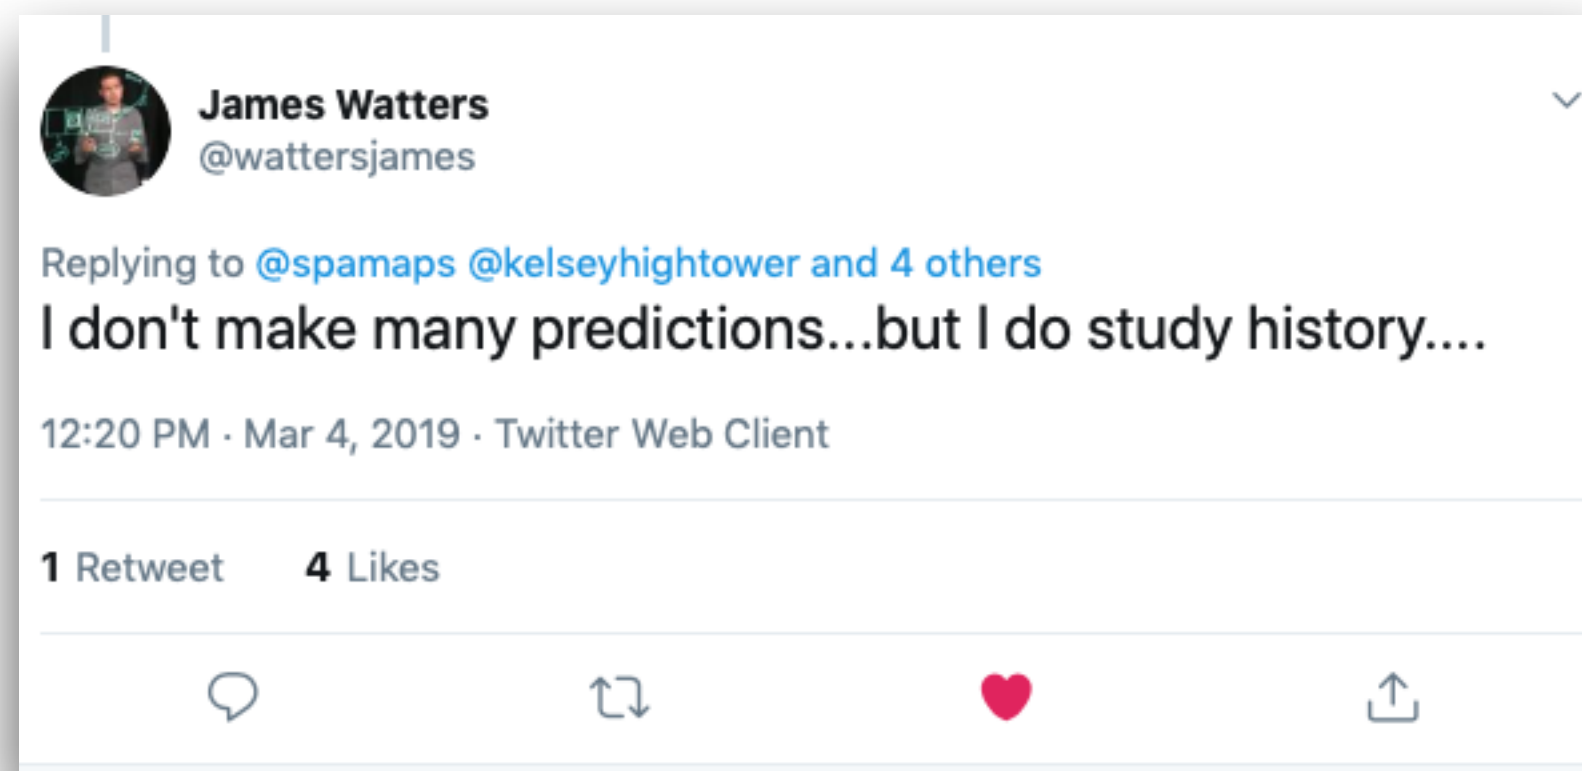 James Watters
@wattersjames
Replying to @spamaps @kelseyhightower and 4 others
I don't make many predictions...but I do study history....
12:20 PM · Mar 4, 2019 · Twitter Web Client
1 Retweet 4 Likes